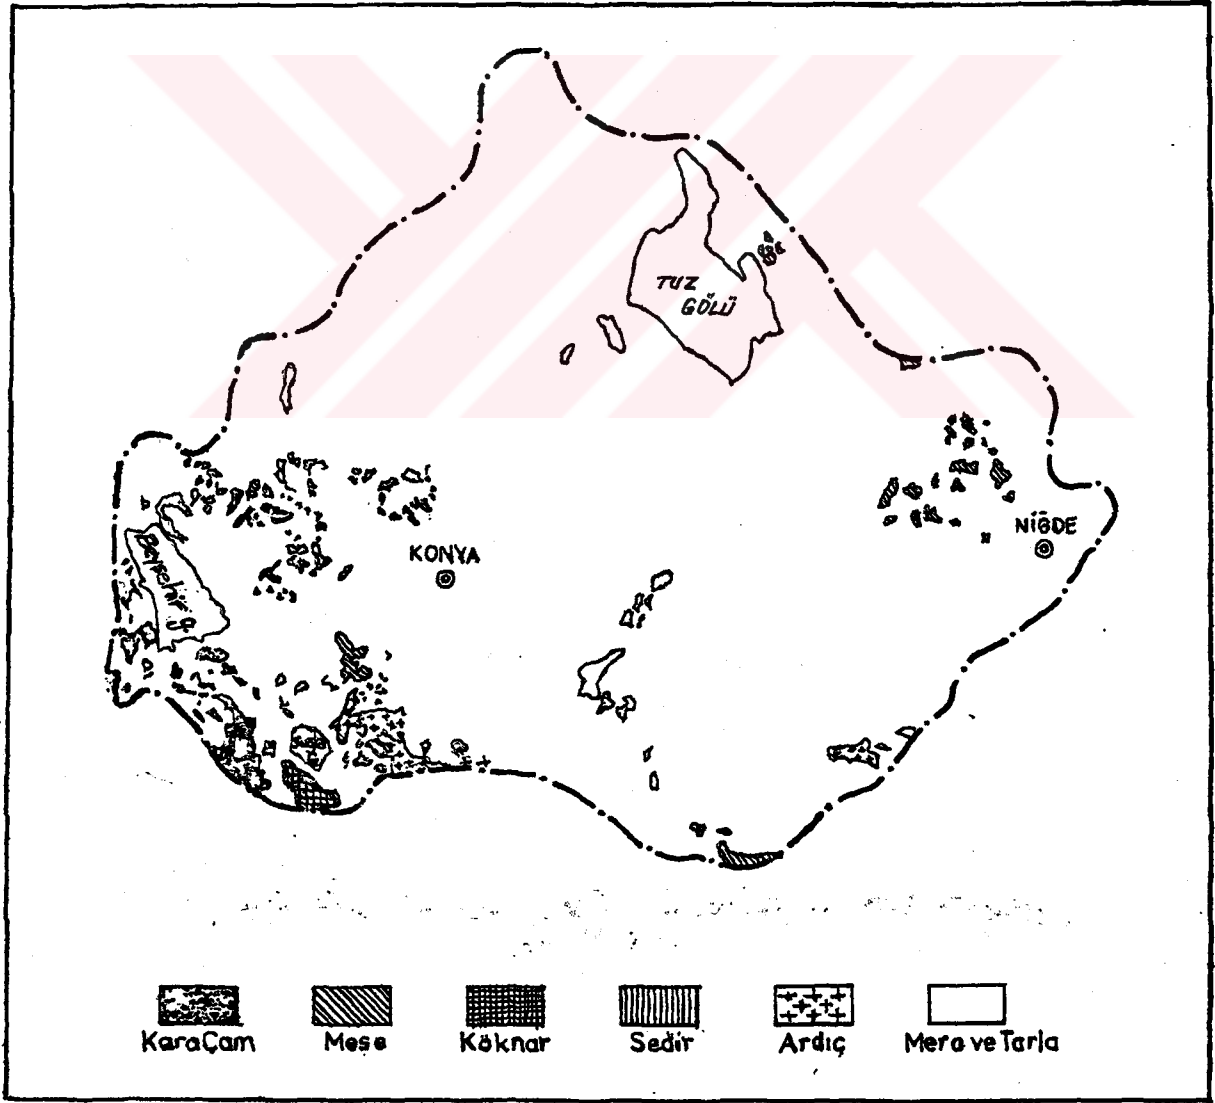 TUZ
GÖLÜ
KONYA
NİĞDE
Beyşehir g.
KaraÇam
Meşe
Köknar
Sedir
Ardıç
Mera ve Tarla